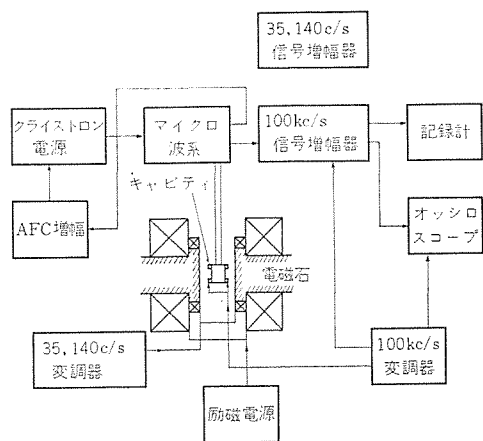 35,140c/s
信号増幅器
クライストロン
電源
マイクロ
波系
100kc/s
信号増幅器
記録計
キャビティ
AFC増幅
オッシロ
スコープ
電磁石
35,140c/s
変調器
100kc/s
変調器
励磁電源